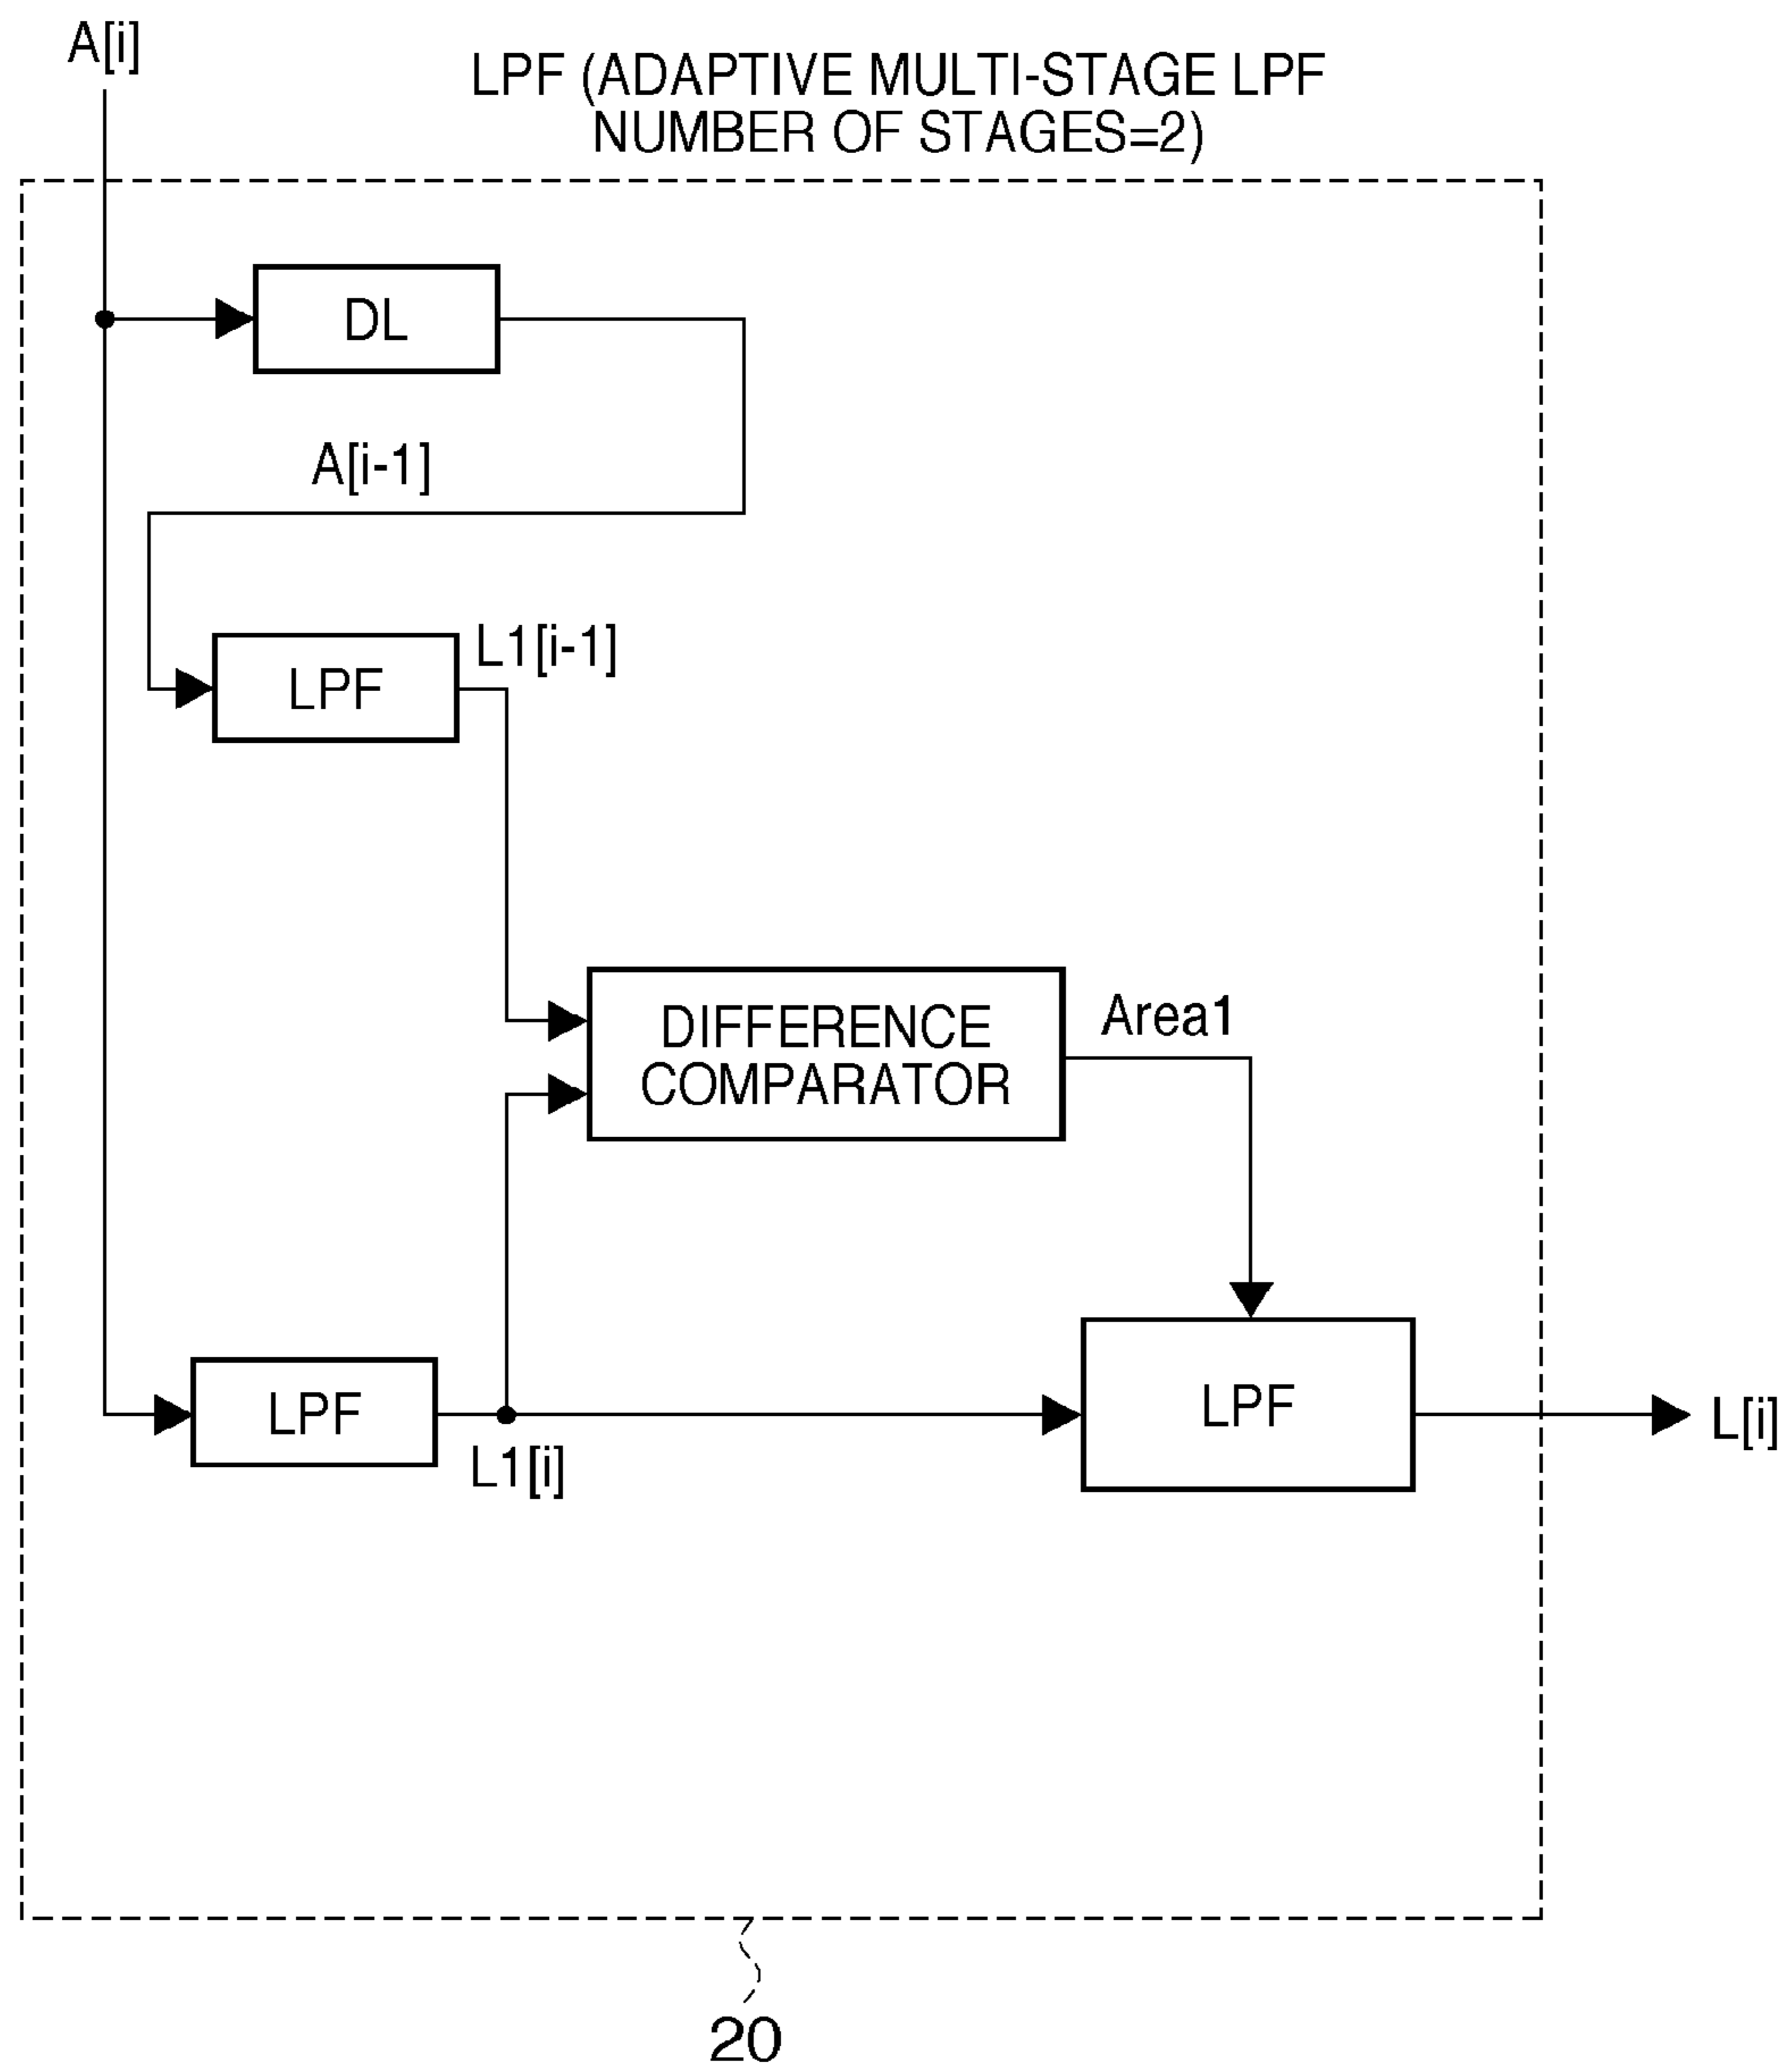 A[i]
LPF (ADAPTIVE MULTI-STAGE LPF
NUMBER OF STAGES=2)
DL
A[i-1]
L1[i-1]
LPF
DIFFERENCE
COMPARATOR
Area1
LPF
L1[i]
LPF
L[i]
20